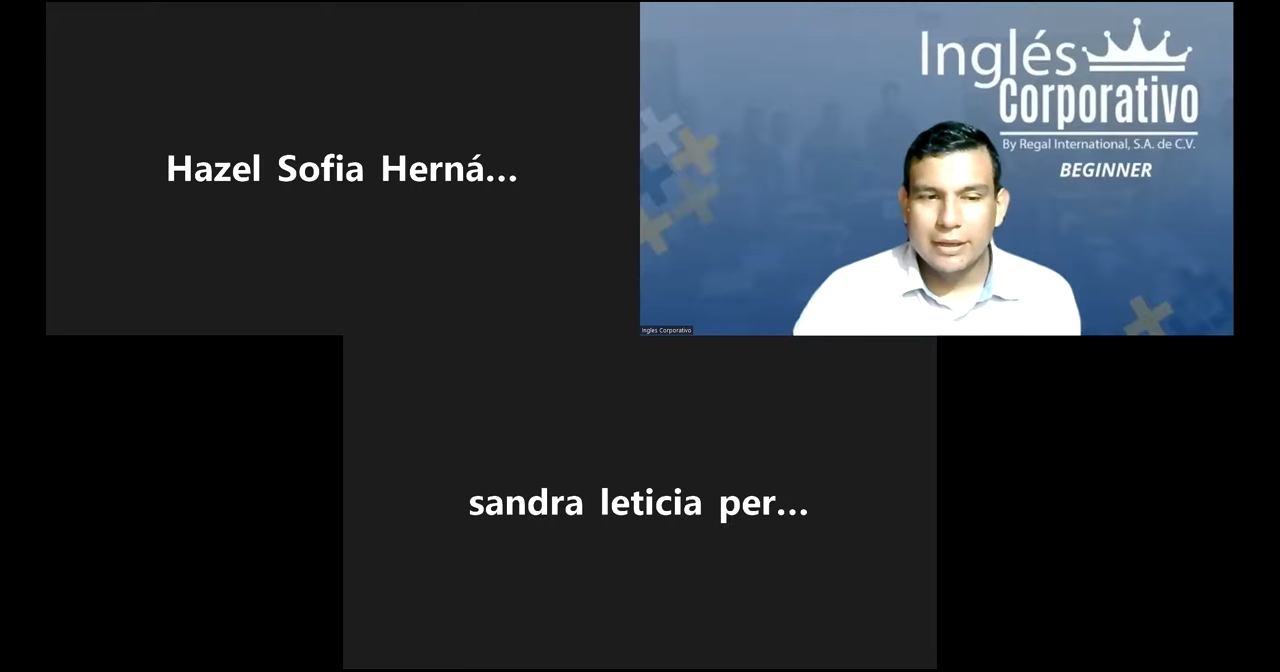 Hazel Sofia Herná...
Inglés
Corporativo
By Regal International, S.A. de C.V.
BEGINNER
Ingles Corporativo
sandra leticia per...